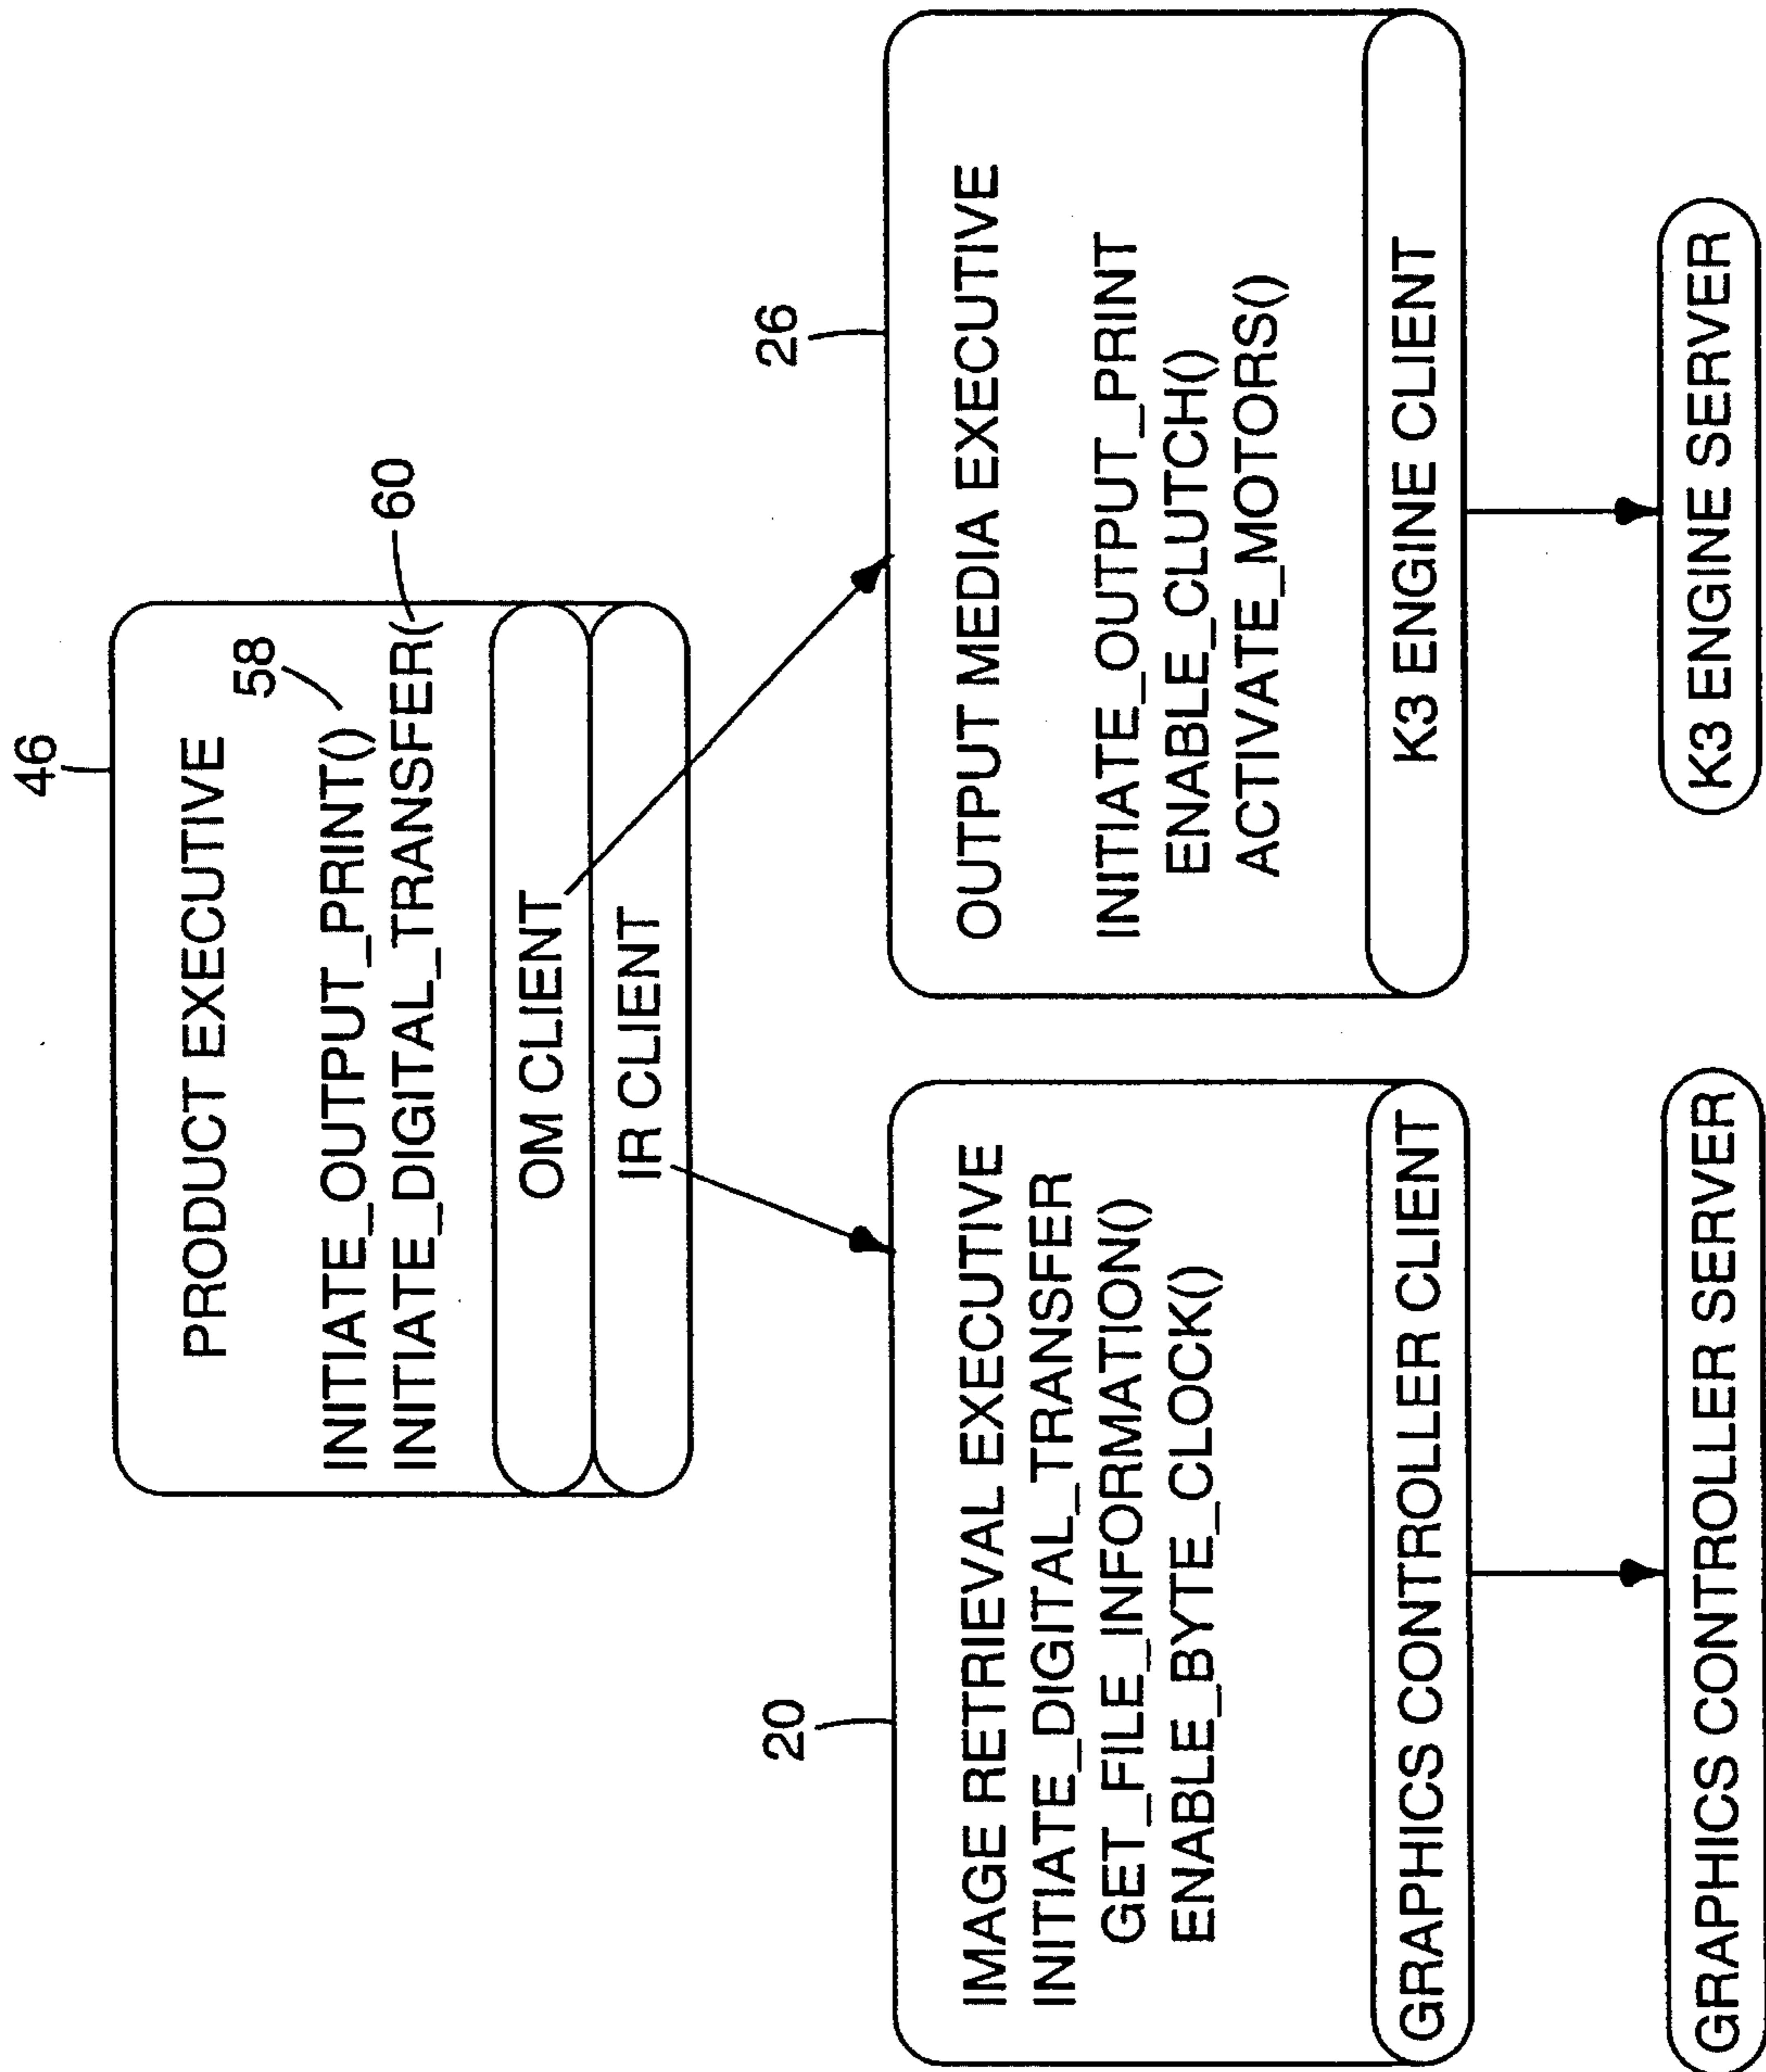 46
PRODUCT EXECUTIVE
58
INITIATE_OUTPUT_PRINT()
INITIATE_DIGITAL_TRANSFER(
60
OM CLIENT
IR CLIENT
20
IMAGE RETRIEVAL EXECUTIVE
INITIATE_DIGITAL_TRANSFER
GET_FILE_INFORMATION()
ENABLE_BYTE_CLOCK()
GRAPHICS CONTROLLER CLIENT
GRAPHICS CONTROLLER SERVER
26
OUTPUT MEDIA EXECUTIVE
INITIATE_OUTPUT_PRINT
ENABLE_CLUTCH()
ACTIVATE_MOTORS()
K3 ENGINE CLIENT
K3 ENGINE SERVER